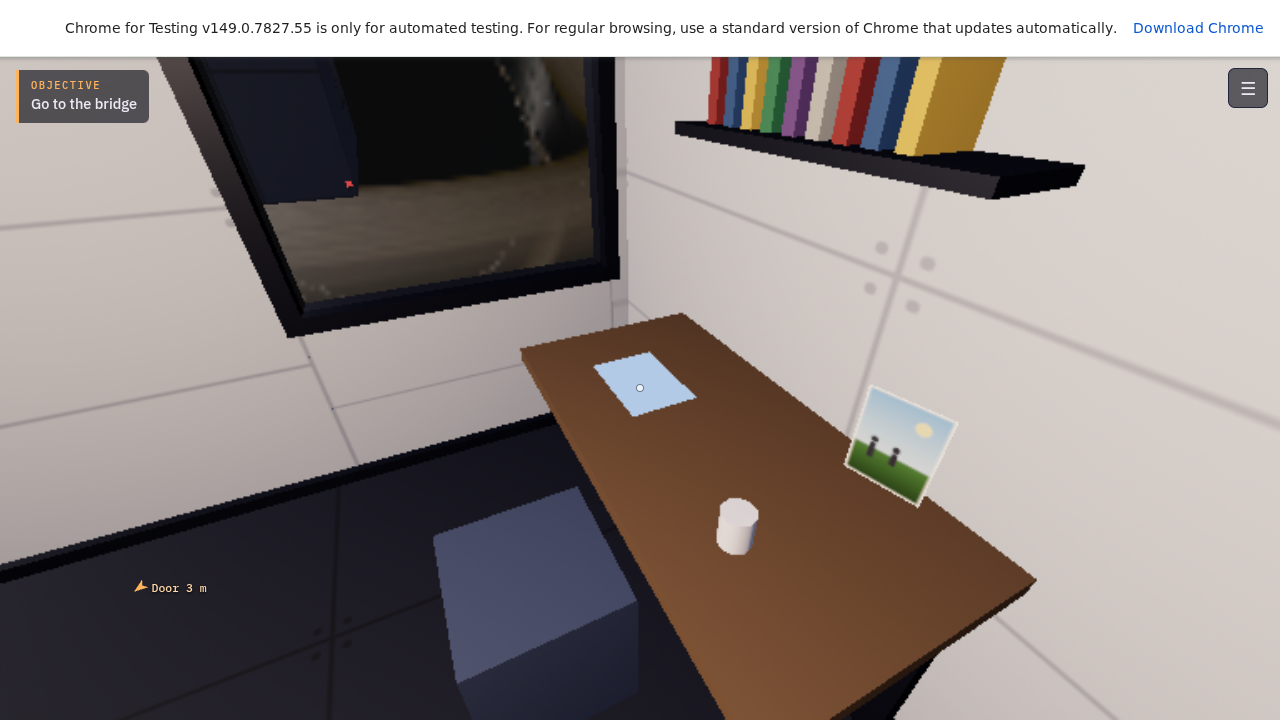 Chrome for Testing v149.0.7827.55 is only for automated testing. For regular browsing, use a standard version of Chrome that updates automatically. Download Chrome
OBJECTIVE
Go to the bridge
Door 3 m